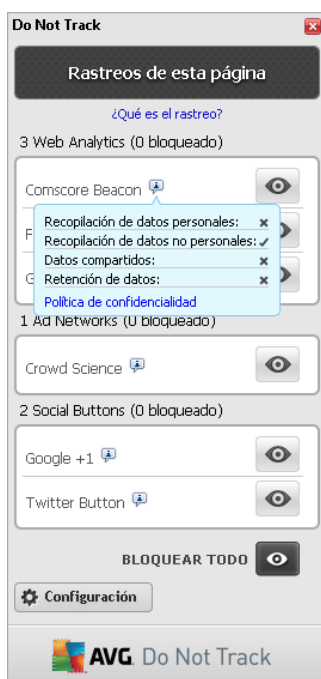 Do Not Track
Rastreos de esta página
¿Qué es el rastreo?
3 Web Analytics (0 bloqueado)
Comscore Beacon
Recopilación de datos personales:
Recopilación de datos no personales:
Datos compartidos:
Retención de datos:
Política de confidencialidad
F
G
1 Ad Networks (0 bloqueado)
Crowd Science
2 Social Buttons (0 bloqueado)
Google +1
Twitter Button
BLOQUEAR TODO
Configuración
AVG. Do Not Track